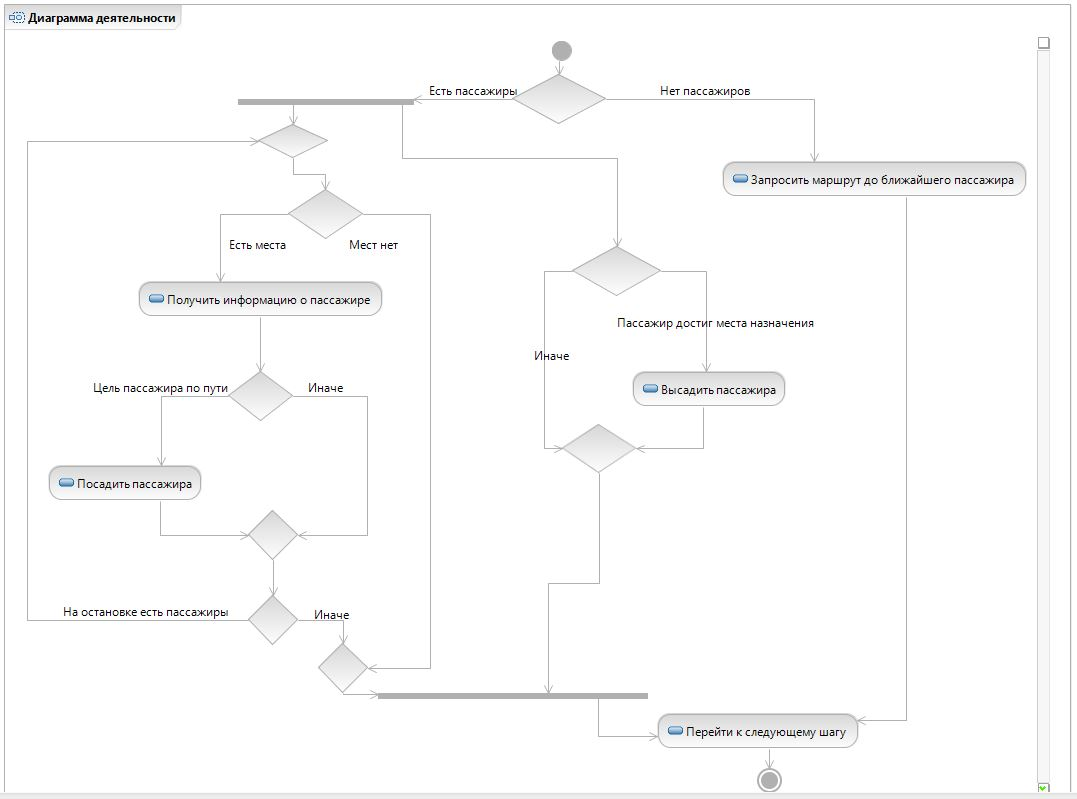 Диаграмма деятельности
Есть пассажиры
Нет пассажиров
Запросить маршрут до ближайшего пассажира
Есть места
Мест нет
Получить информацию о пассажире
Пассажир достиг места назначения
Иначе
Цель пассажира по пути
Иначе
Высадить пассажира
Посадить пассажира
На остановке есть пассажиры
Иначе
Перейти к следующему шагу